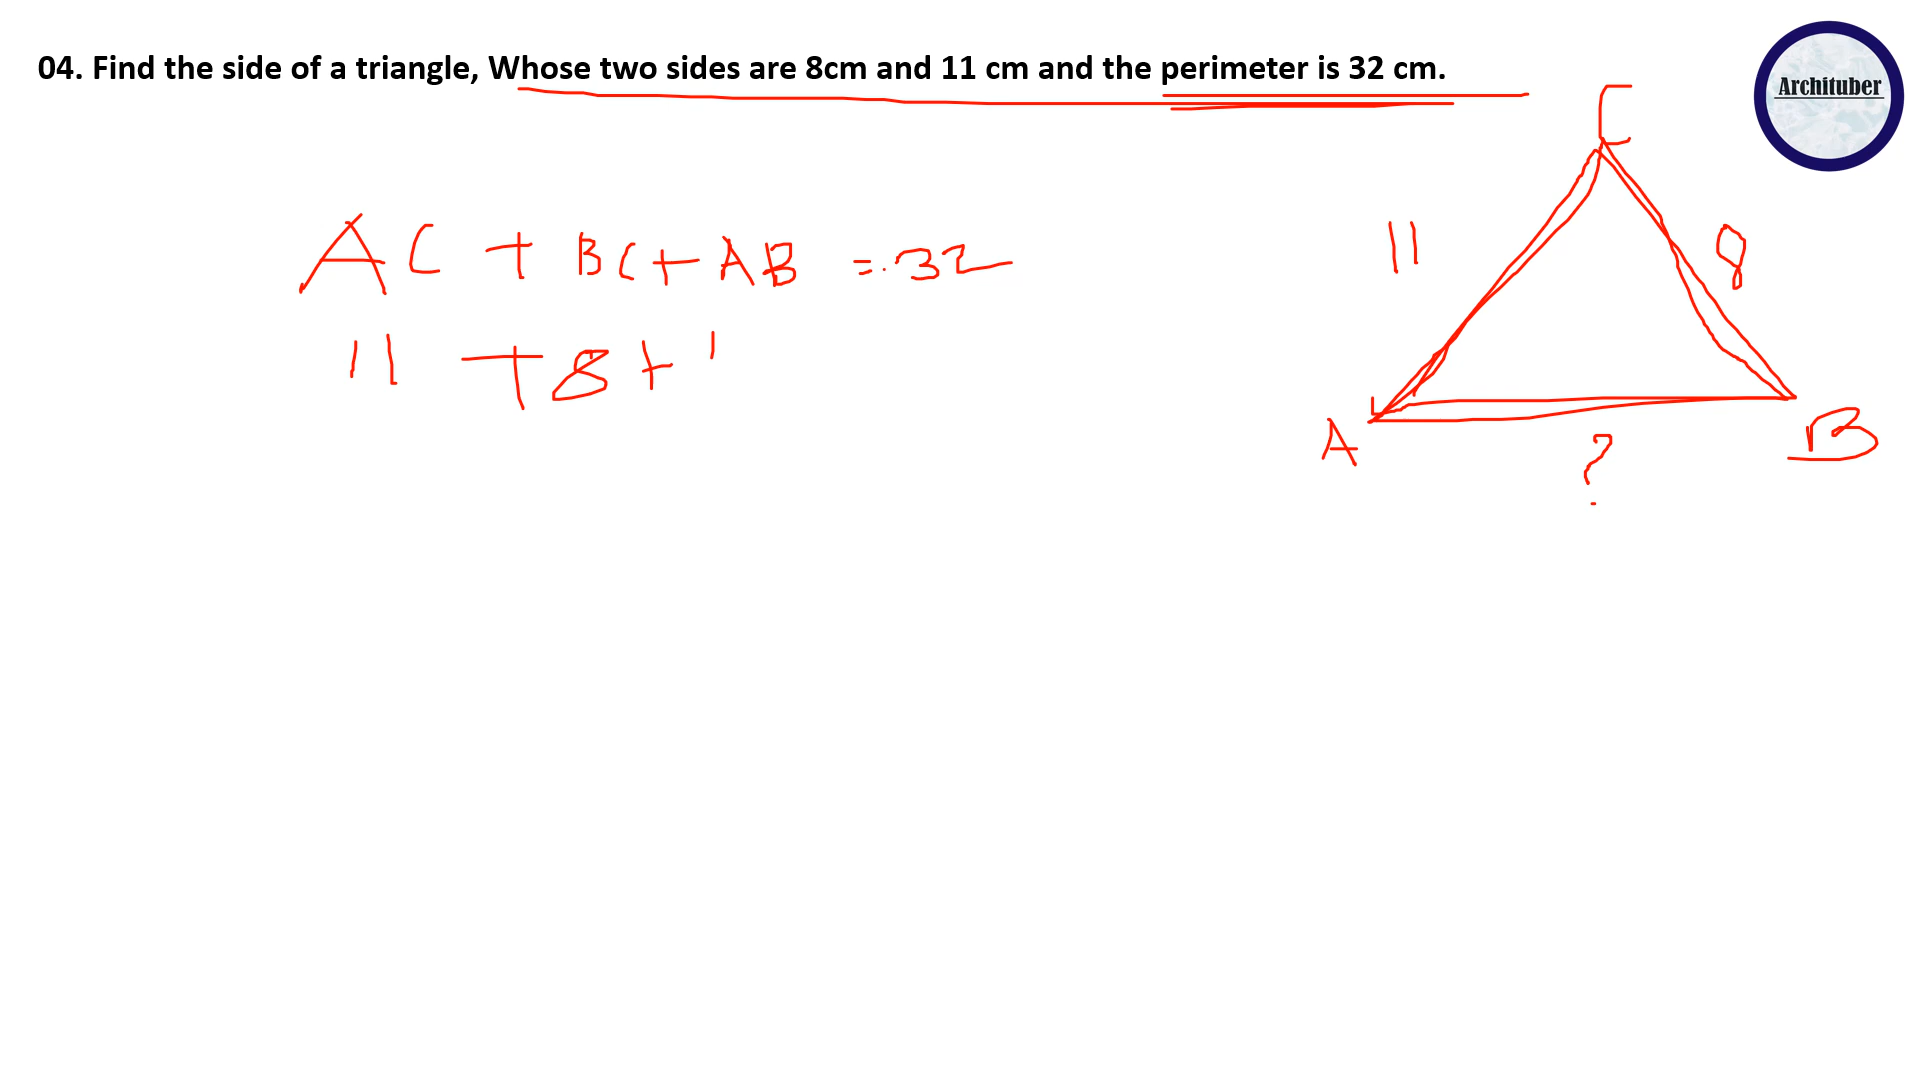 04. Find the side of a triangle, Whose two sides are 8cm and 11 cm and the perimeter is 32 cm.
Archituber
C
AC + BC + AB = 32
11
8
11 + 8 + 1
A
B
?